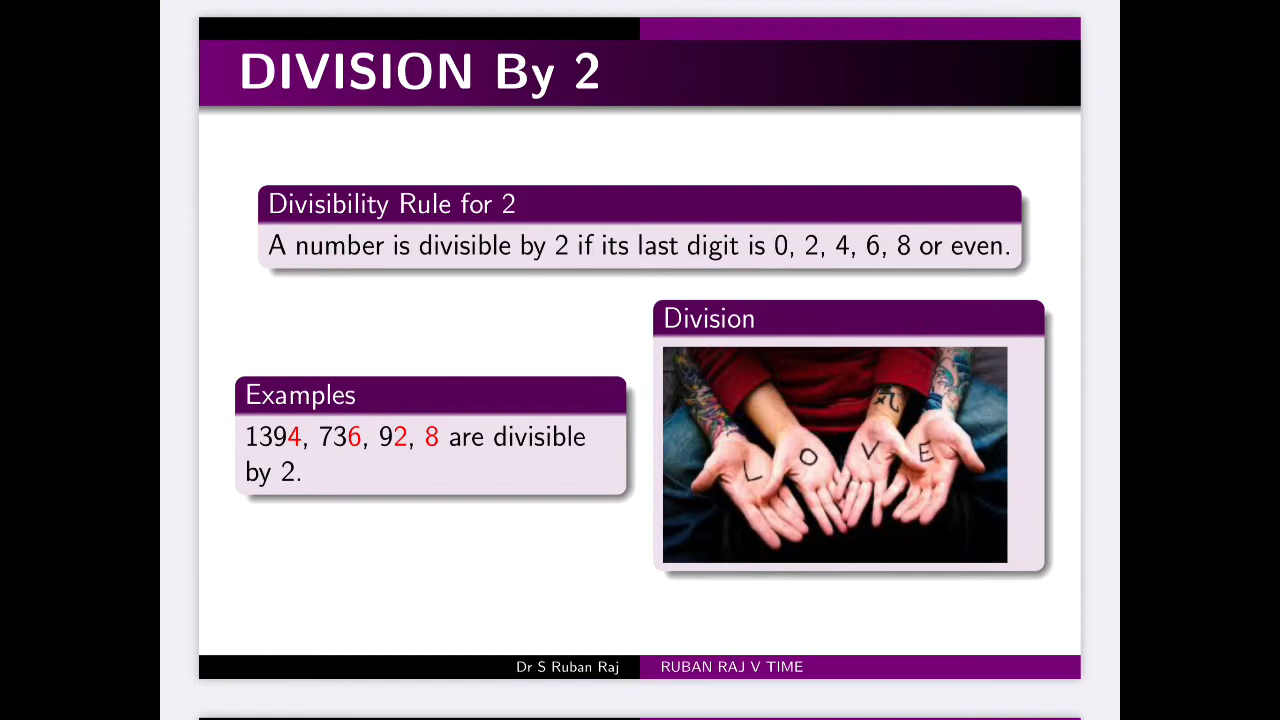 DIVISION By 2
Divisibility Rule for 2
A number is divisible by 2 if its last digit is 0, 2, 4, 6, 8 or even.
Examples
1394, 736, 92, 8 are divisible
by 2.
Division
L O V E
Dr S Ruban Raj
RUBAN RAJ V TIME